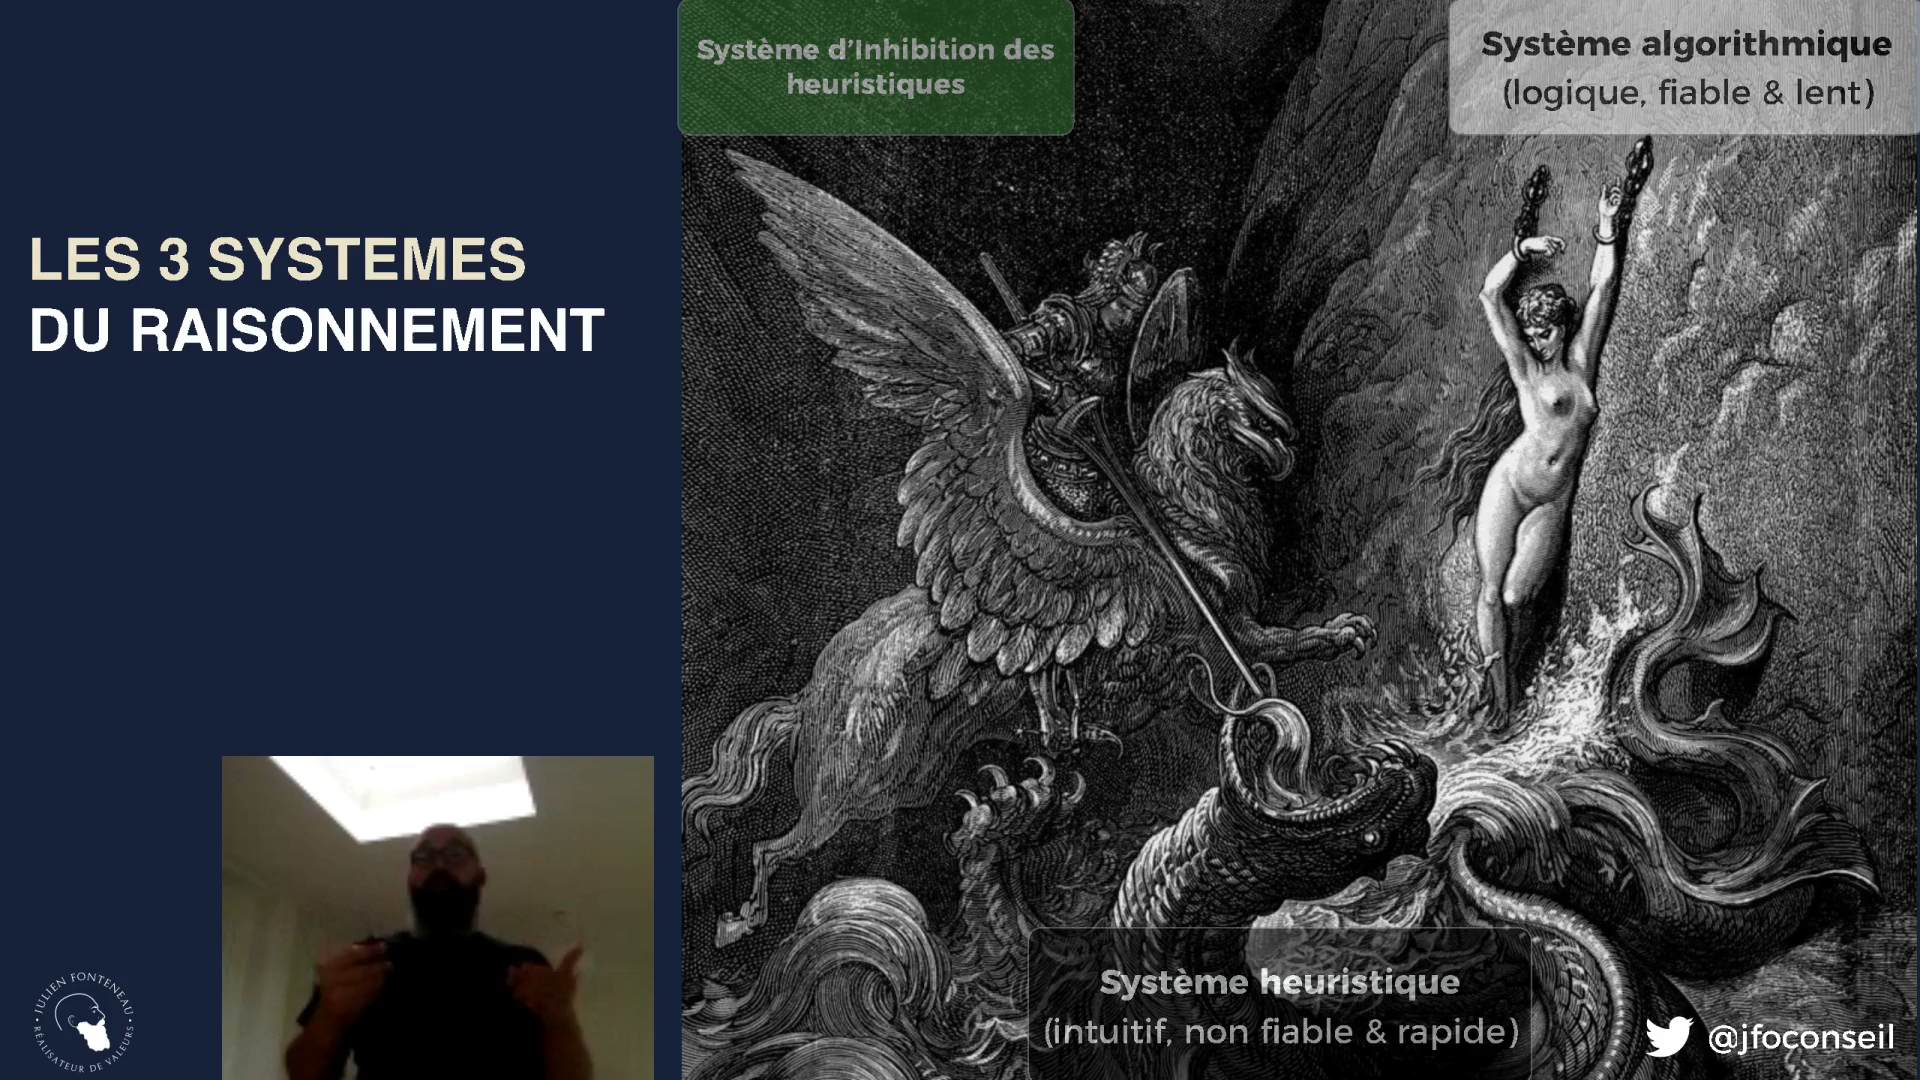 Système d'Inhibition des
heuristiques
Système algorithmique
(logique, fiable & lent)
LES 3 SYSTEMES
DU RAISONNEMENT
Système heuristique
(intuitif, non fiable & rapide)
@jfoconseil
• JULIEN FONTENEAU •
RÉALISATEUR DE VALEURS